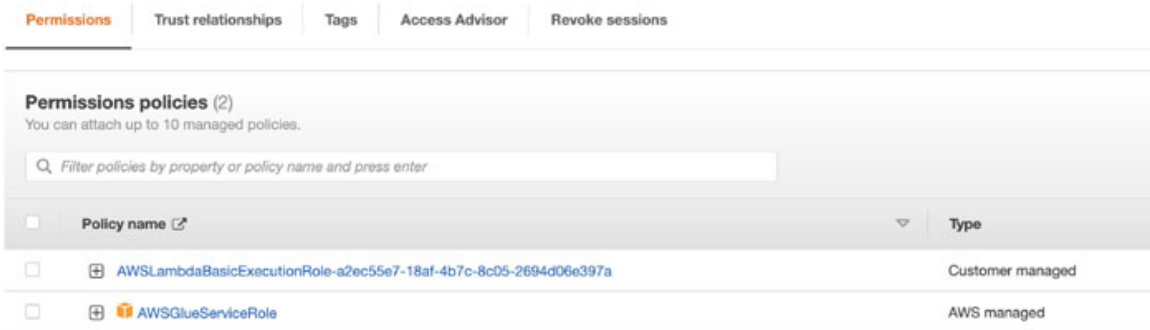 Permissions Trust relationships Tags Access Advisor Revoke sessions
Permissions policies (2)
You can attach up to 10 managed policies.
Filter policies by property or policy name and press enter
Policy name Type
AWSLambdaBasicExecutionRole-a2ec55e7-18af-4b7c-8c05-2694d06e397a Customer managed
AWSGlueServiceRole AWS managed